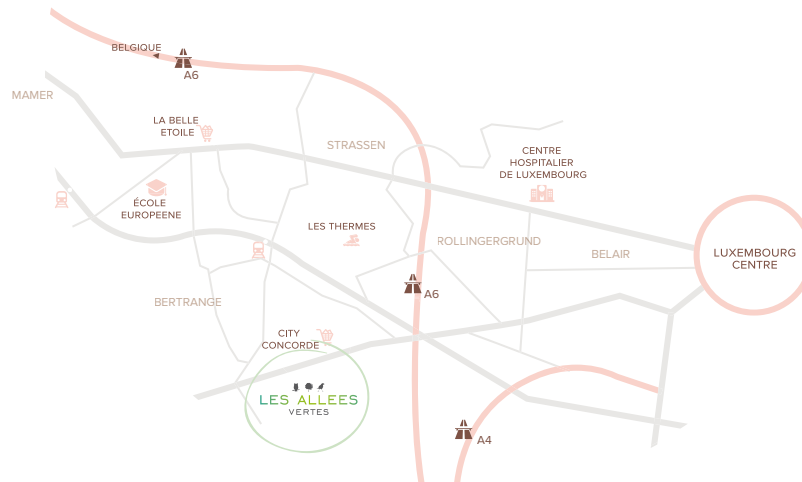 BELGIQUE
A6
MAMER
LA BELLE
ETOILE
STRASSEN
CENTRE
HOSPITALIER
DE LUXEMBOURG
ÉCOLE
EUROPEENE
LES THERMES
ROLLINGERGRUND
BELAIR
LUXEMBOURG
CENTRE
A6
BERTRANGE
CITY
CONCORDE
LES ALLEES
VERTES
A4